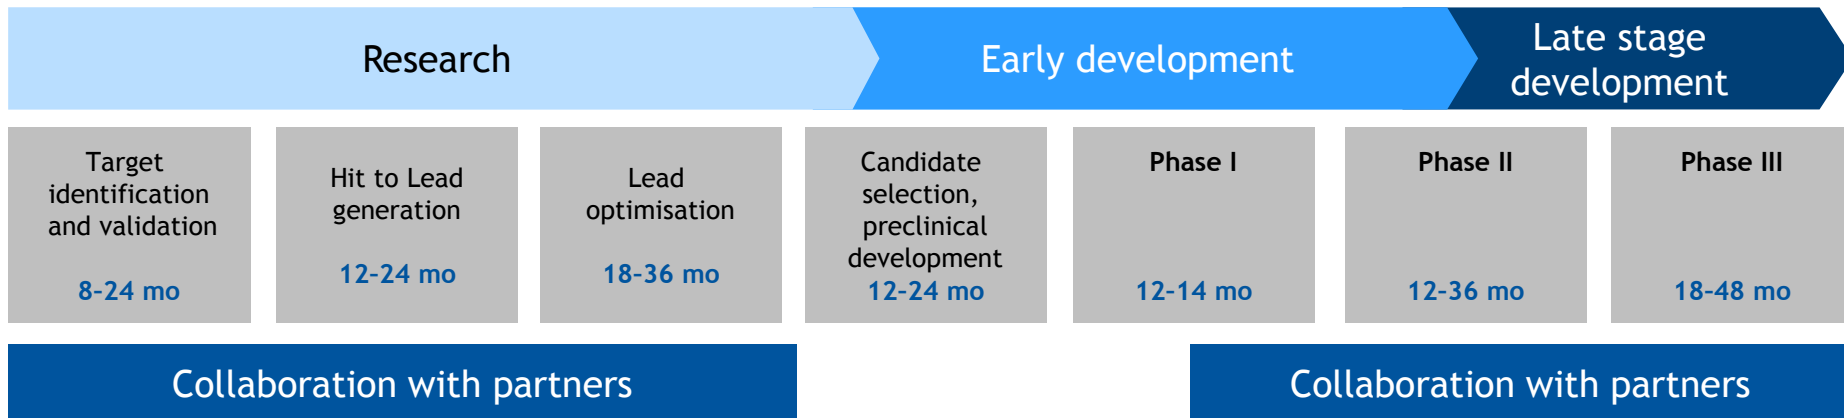 Research
Early development
Late stage
development
Target
identification
and validation
8–24 mo
Hit to Lead
generation
12–24 mo
Lead
optimisation
18–36 mo
Candidate
selection,
preclinical
development
12–24 mo
Phase I
12–14 mo
Phase II
12–36 mo
Phase III
18–48 mo
Collaboration with partners
Collaboration with partners